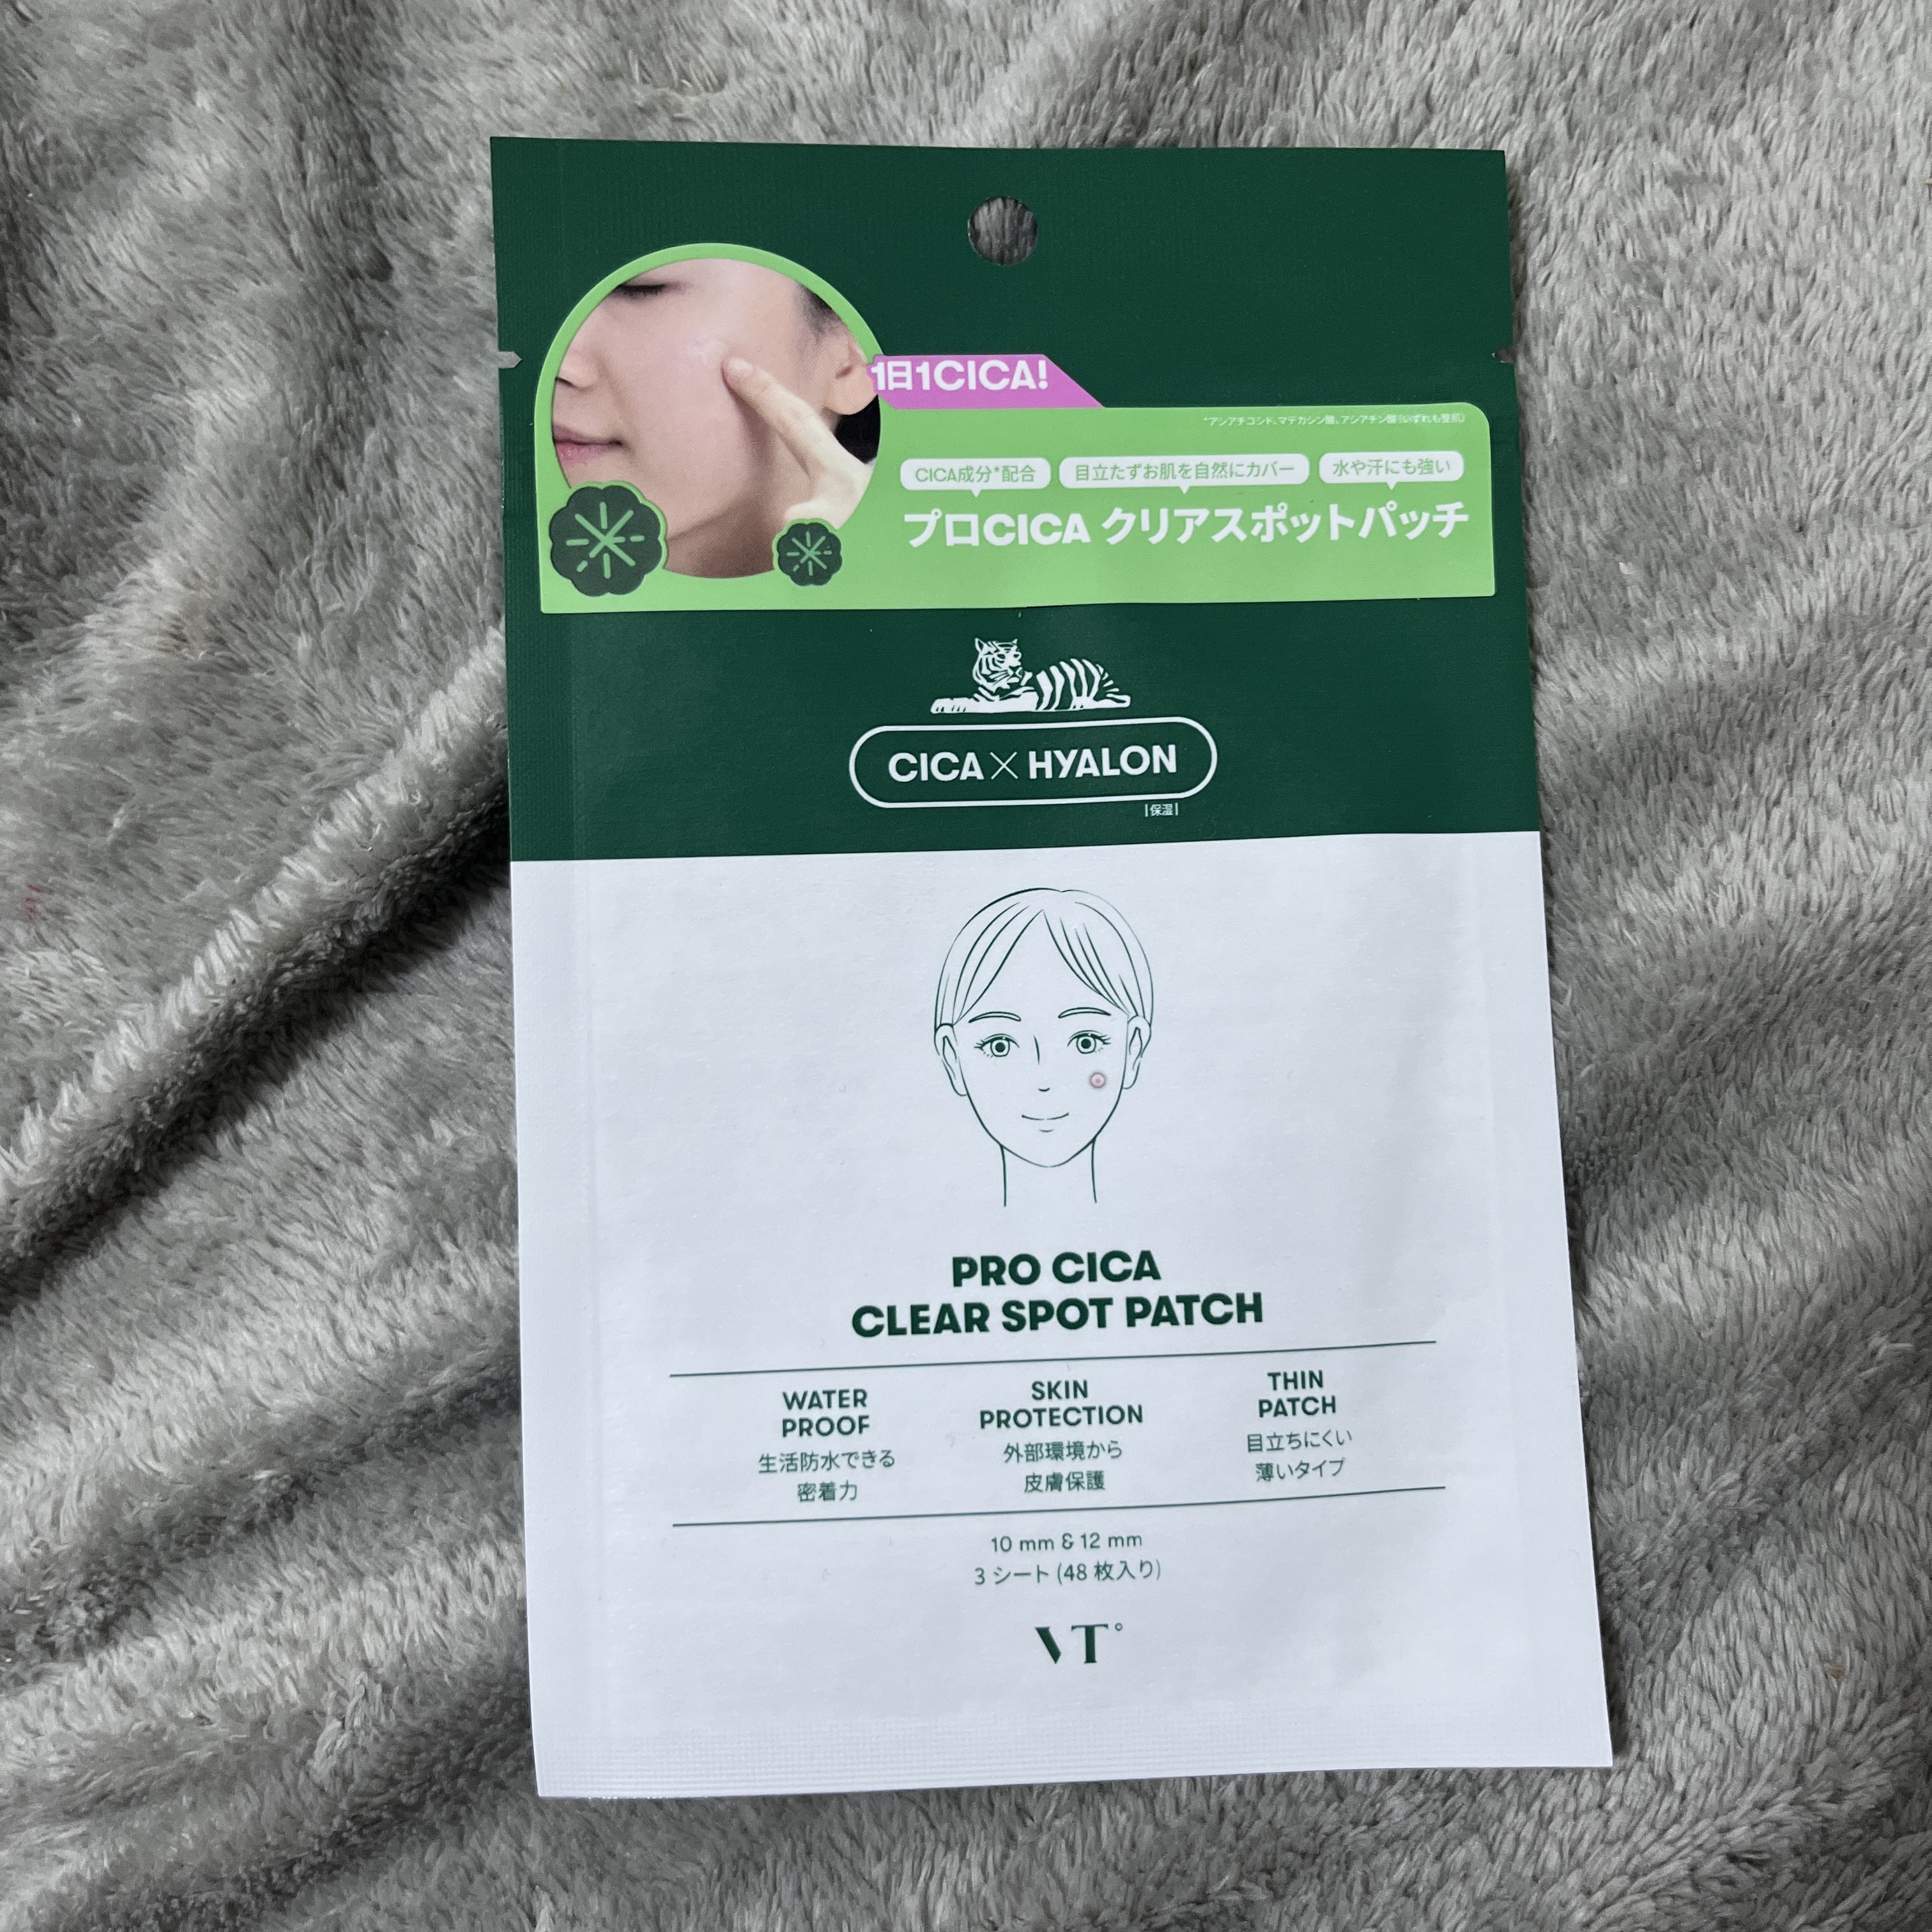 1日1CICA!
*アシアチコシド、マデカシン酸、アシアチン酸(いずれも整肌)
CICA成分*配合 目立たずお肌を自然にカバー 水や汗にも強い
プロCICA クリアスポットパッチ
CICA×HYALON
[保湿]
PRO CICA
CLEAR SPOT PATCH
WATER
PROOF
生活防水できる
密着力
SKIN
PROTECTION
外部環境から
皮膚保護
THIN
PATCH
目立ちにくい
薄いタイプ
10 mm & 12 mm
3 シート (48 枚入り)
VT